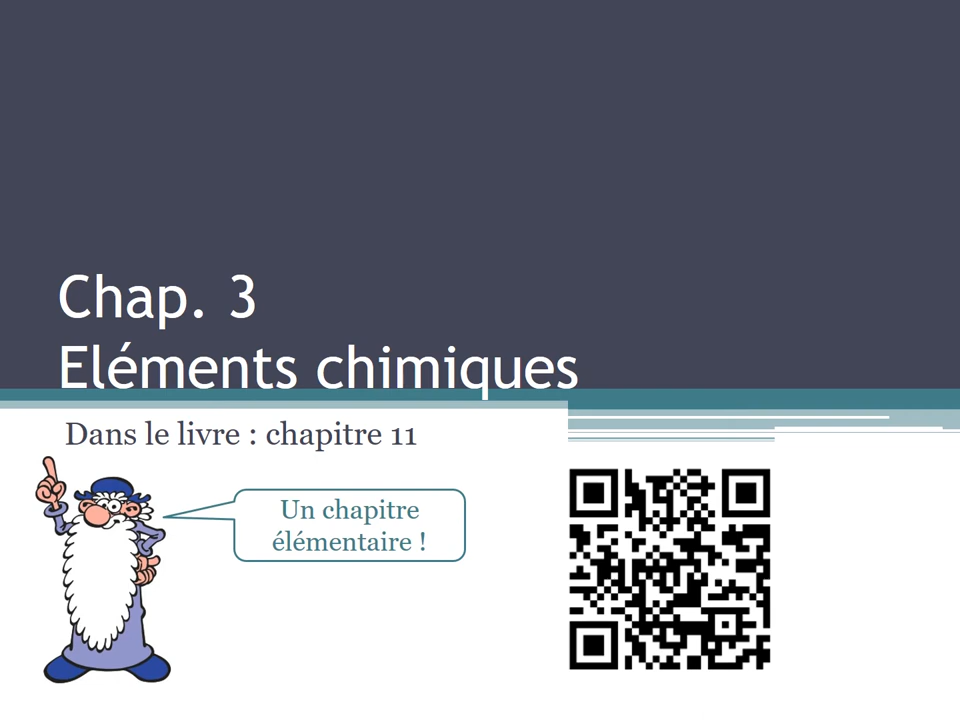 Chap. 3
Eléments chimiques
Dans le livre : chapitre 11
Un chapitre
élémentaire !